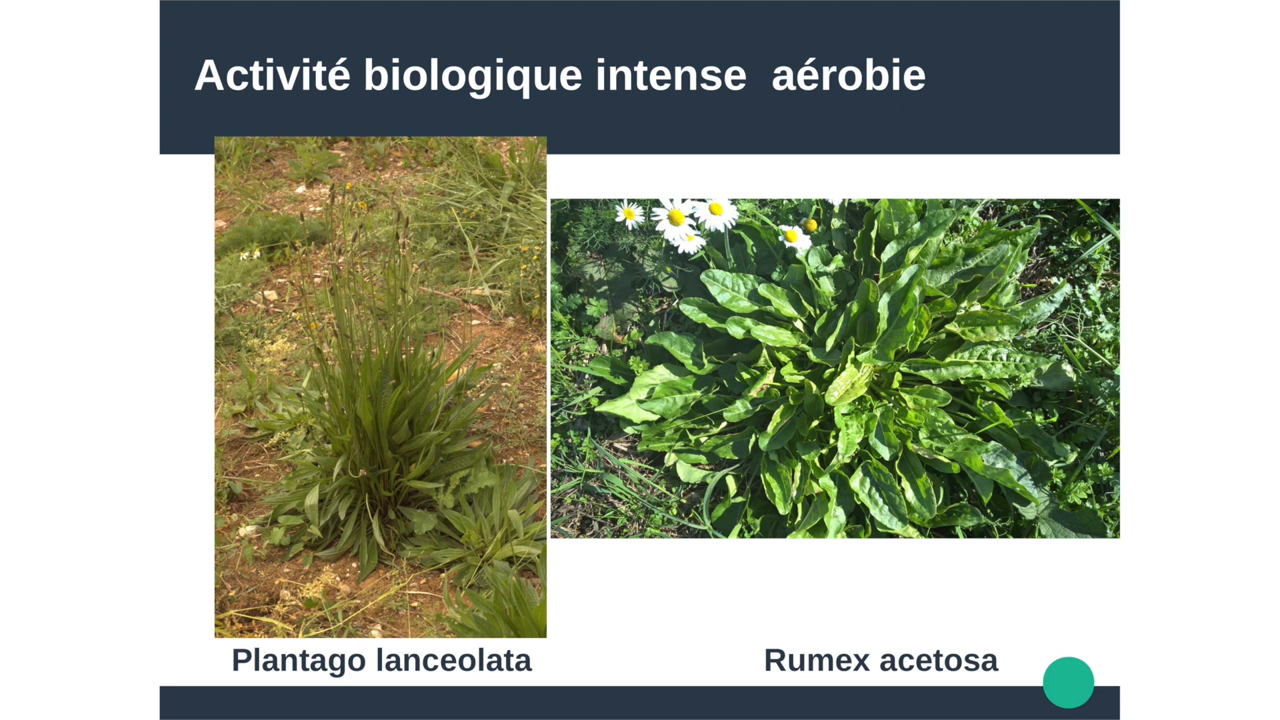 Activité biologique intense  aérobie
Plantago lanceolata
Rumex acetosa